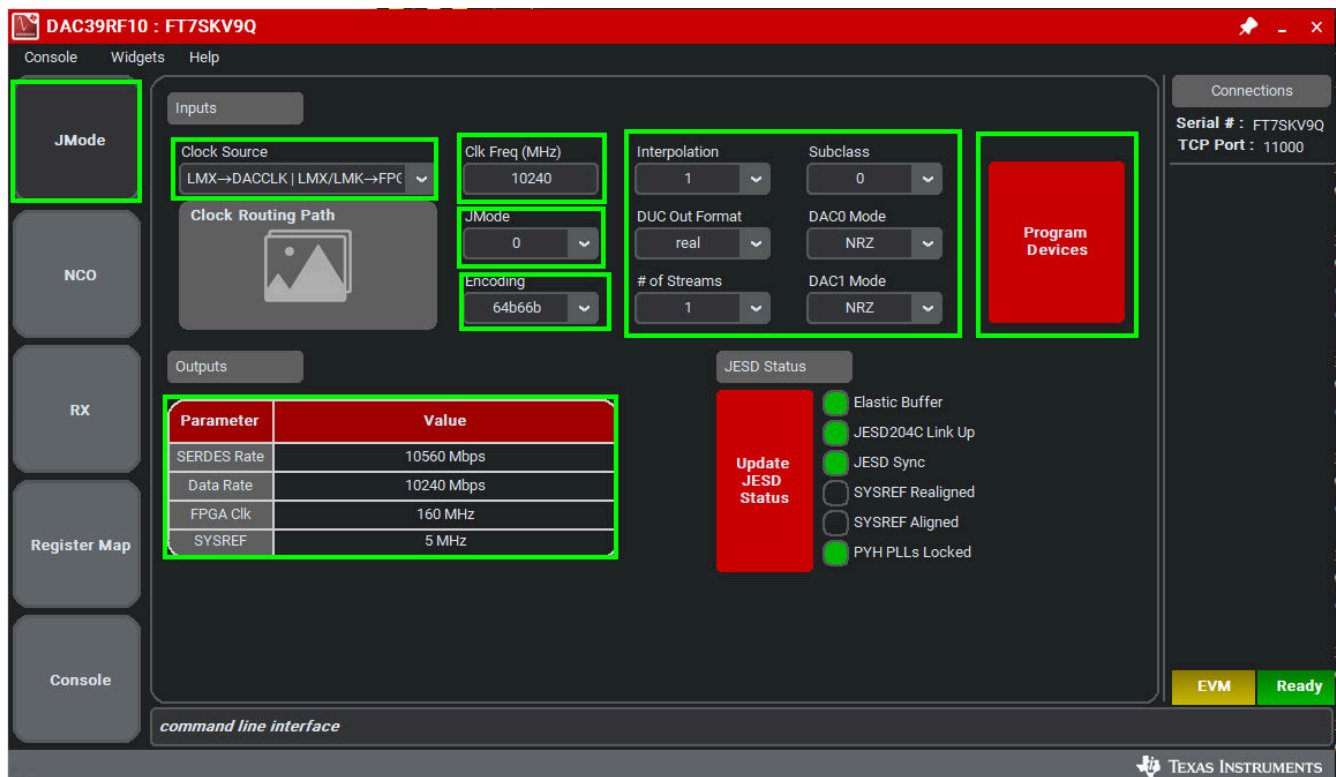 DAC39RF10 : FT7SKV9Q
Console Widgets Help
JMode
NCO
RX
Register Map
Console
Inputs
Clock Source
LMX→DACCLK | LMX/LMK→FPC
Clock Routing Path
Clk Freq (MHz)
10240
JMode
0
Encoding
64b66b
Interpolation
1
DUC Out Format
real
# of Streams
1
Subclass
0
DAC0 Mode
NRZ
DAC1 Mode
NRZ
Program
Devices
Outputs
Parameter Value
SERDES Rate 10560 Mbps
Data Rate 10240 Mbps
FPGA Clk 160 MHz
SYSREF 5 MHz
JESD Status
Update
JESD
Status
Elastic Buffer
JESD204C Link Up
JESD Sync
SYSREF Realigned
SYSREF Aligned
PYH PLLs Locked
Connections
Serial # : FT7SKV9Q
TCP Port : 11000
EVM Ready
command line interface
TEXAS INSTRUMENTS